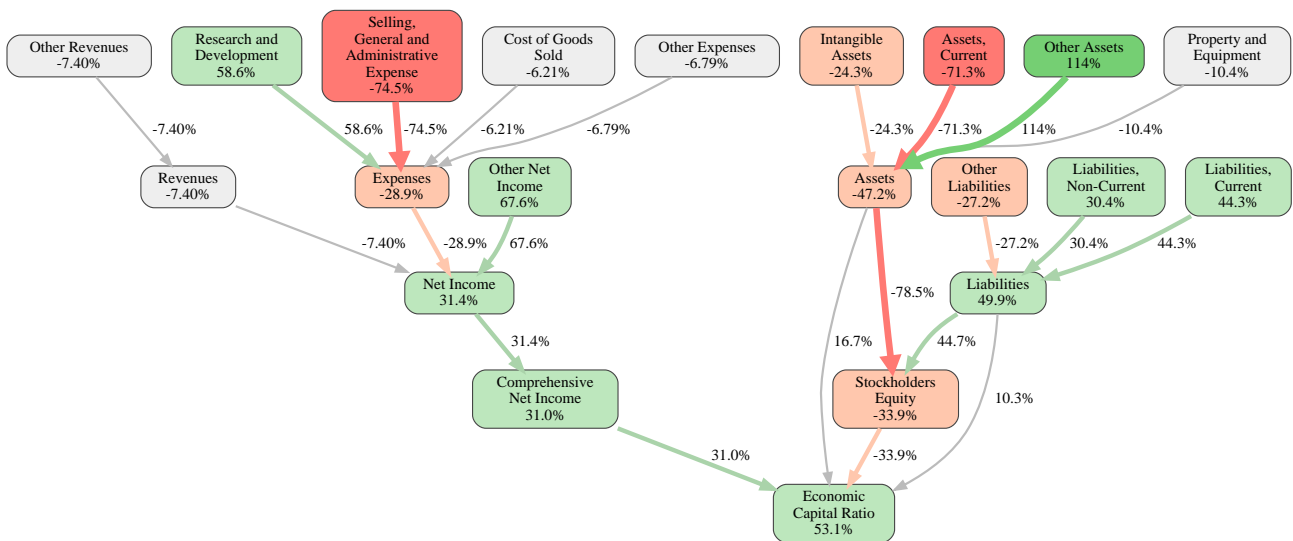 Other Revenues
-7.40%
Research and
Development
58.6%
Selling,
General and
Administrative
Expense
-74.5%
Cost of Goods
Sold
-6.21%
Other Expenses
-6.79%
Intangible
Assets
-24.3%
Assets,
Current
-71.3%
Other Assets
114%
Property and
Equipment
-10.4%
-7.40%
58.6%
-74.5%
-6.21%
-6.79%
-24.3%
-71.3%
114%
-10.4%
Revenues
-7.40%
Expenses
-28.9%
Other Net
Income
67.6%
Assets
-47.2%
Other
Liabilities
-27.2%
Liabilities,
Non-Current
30.4%
Liabilities,
Current
44.3%
-7.40%
-28.9%
67.6%
-27.2%
30.4%
44.3%
Net Income
31.4%
-78.5%
Liabilities
49.9%
31.4%
16.7%
44.7%
Comprehensive
Net Income
31.0%
Stockholders
Equity
-33.9%
10.3%
31.0%
-33.9%
Economic
Capital Ratio
53.1%